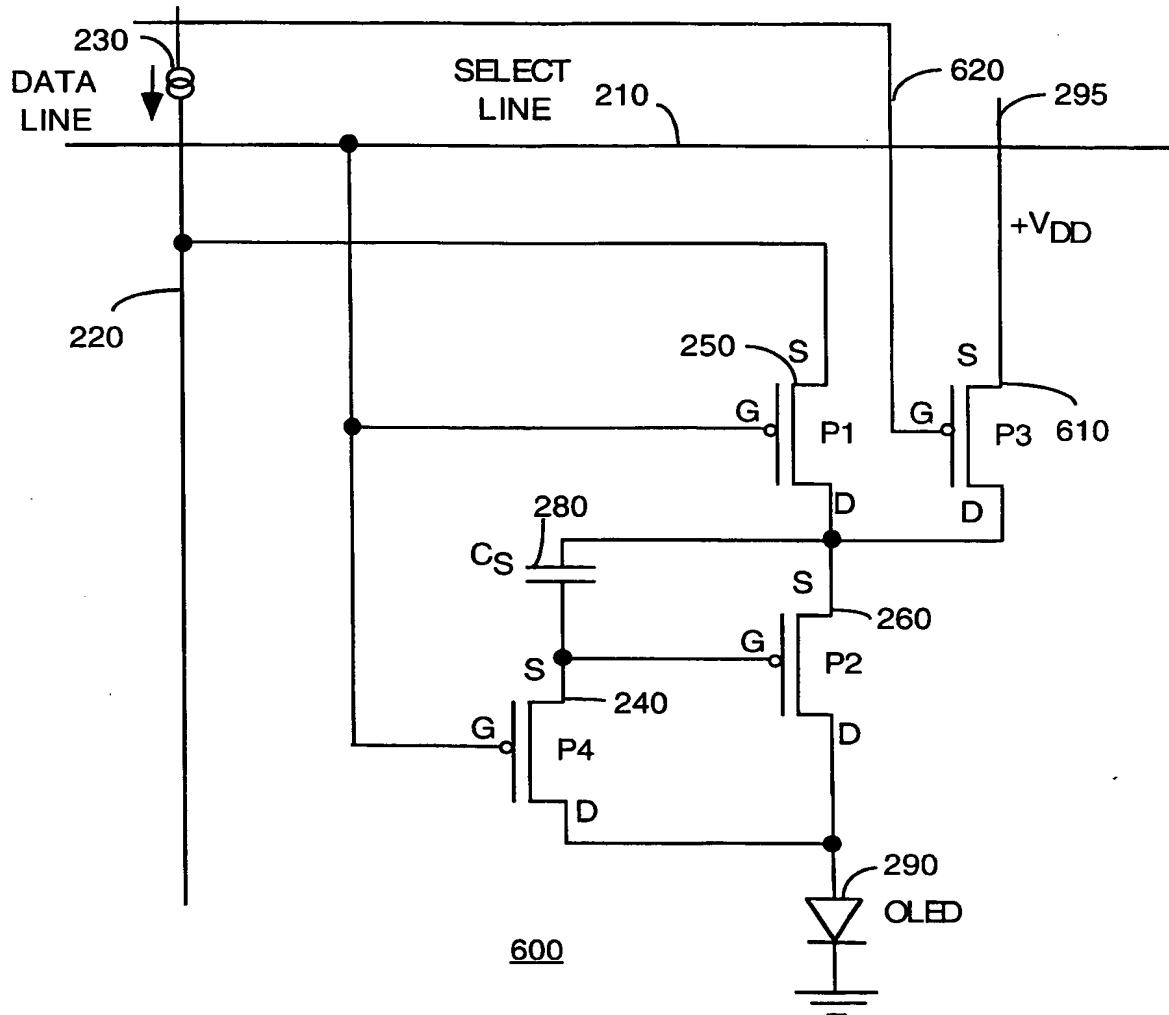 230
DATA
LINE
SELECT
LINE
210
620
295
+VDD
220
250
S
G
P1
D
S
G
P3
610
D
280
CS
S
260
G
P2
D
S
240
G
P4
D
290
OLED
600